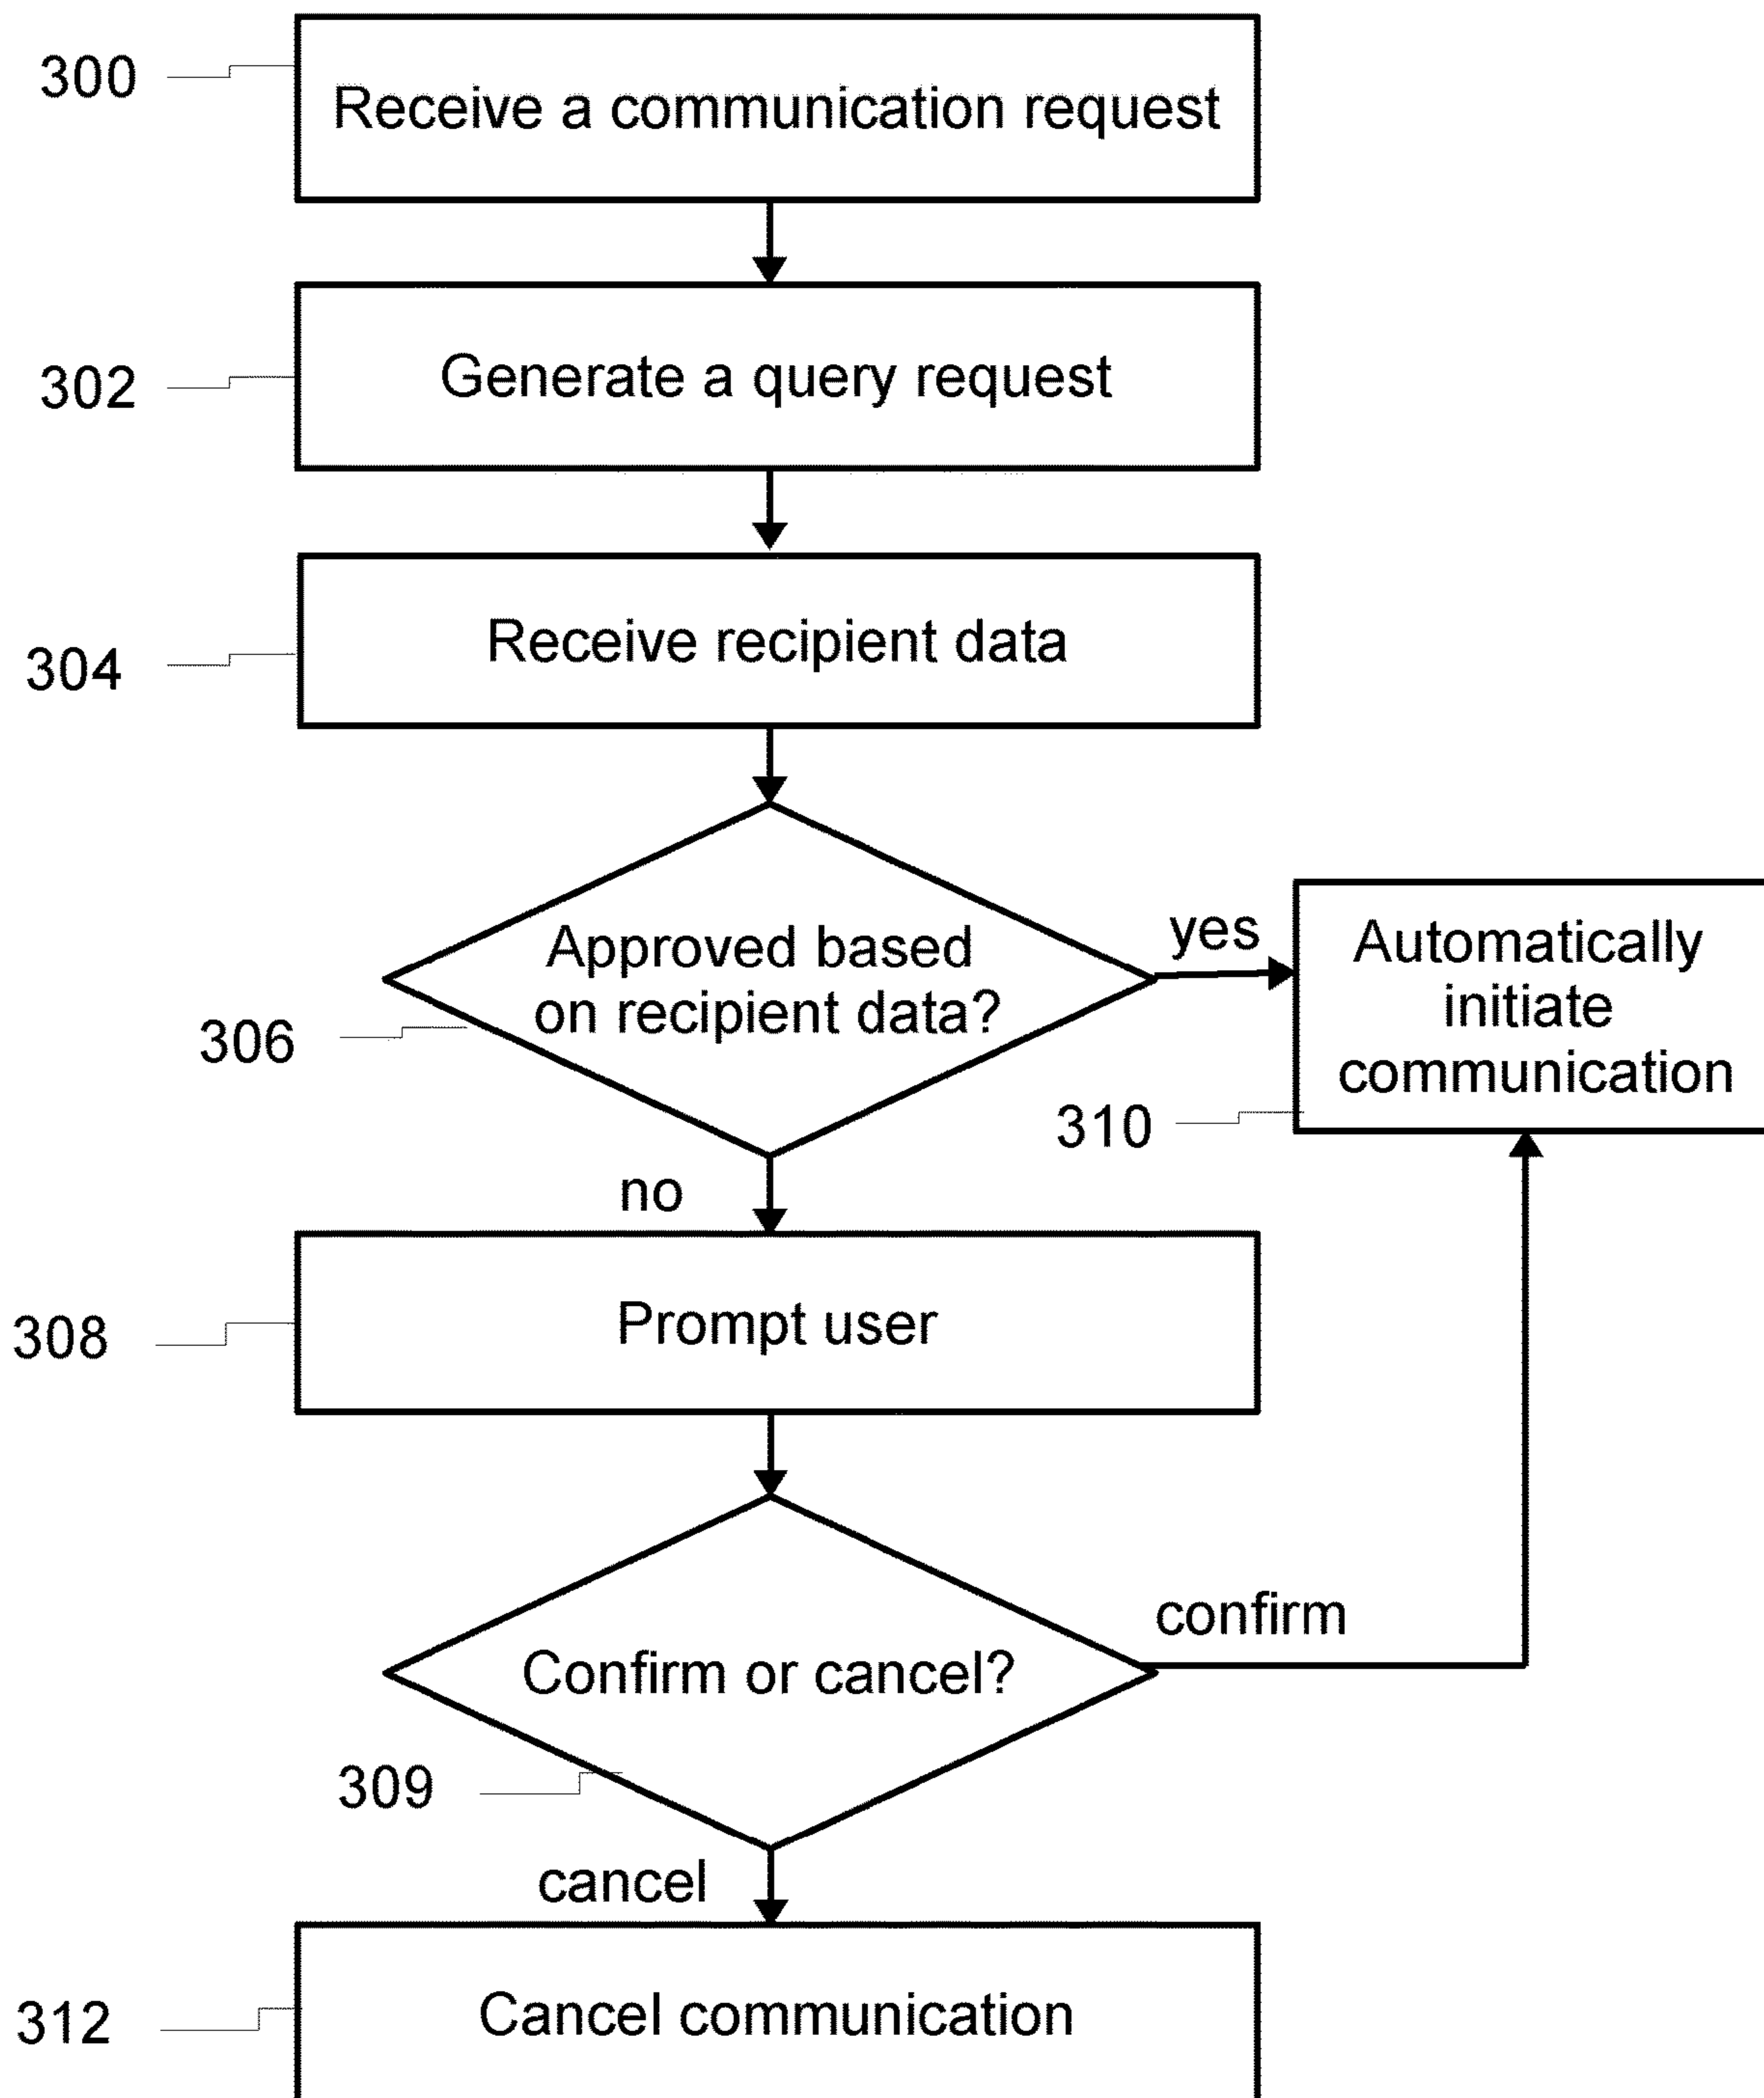 300
Receive a communication request
302
Generate a query request
304
Receive recipient data
306
Approved based
on recipient data?
yes
310
Automatically
initiate
communication
no
308
Prompt user
309
Confirm or cancel?
confirm
cancel
312
Cancel communication